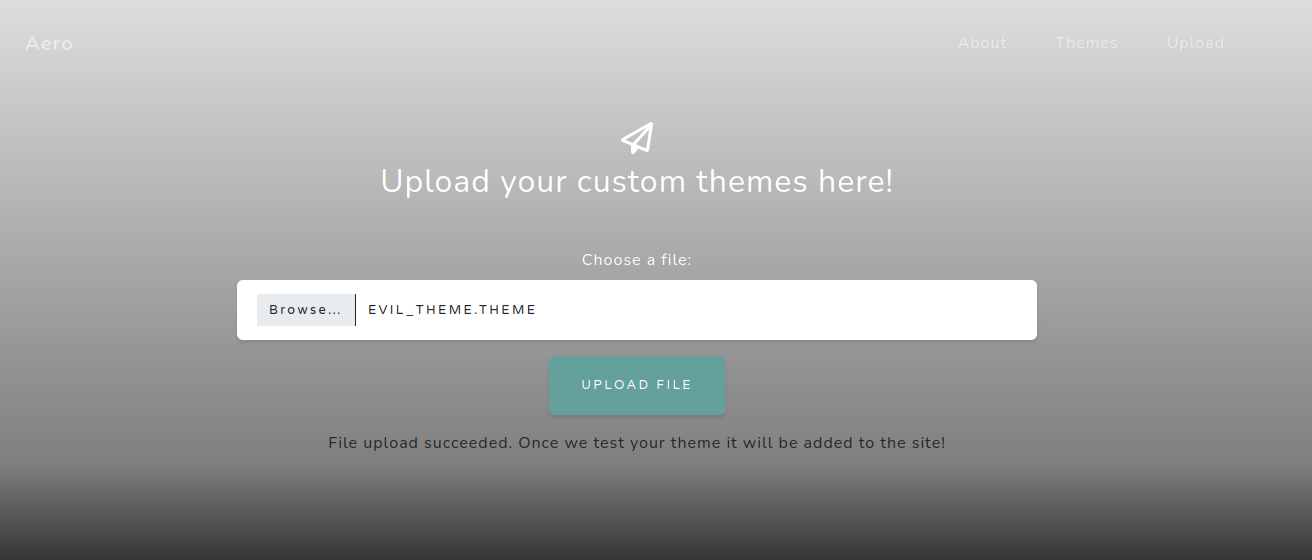 Aero
About Themes Upload
Upload your custom themes here!
Choose a file:
Browse... EVIL_THEME.THEME
UPLOAD FILE
File upload succeeded. Once we test your theme it will be added to the site!